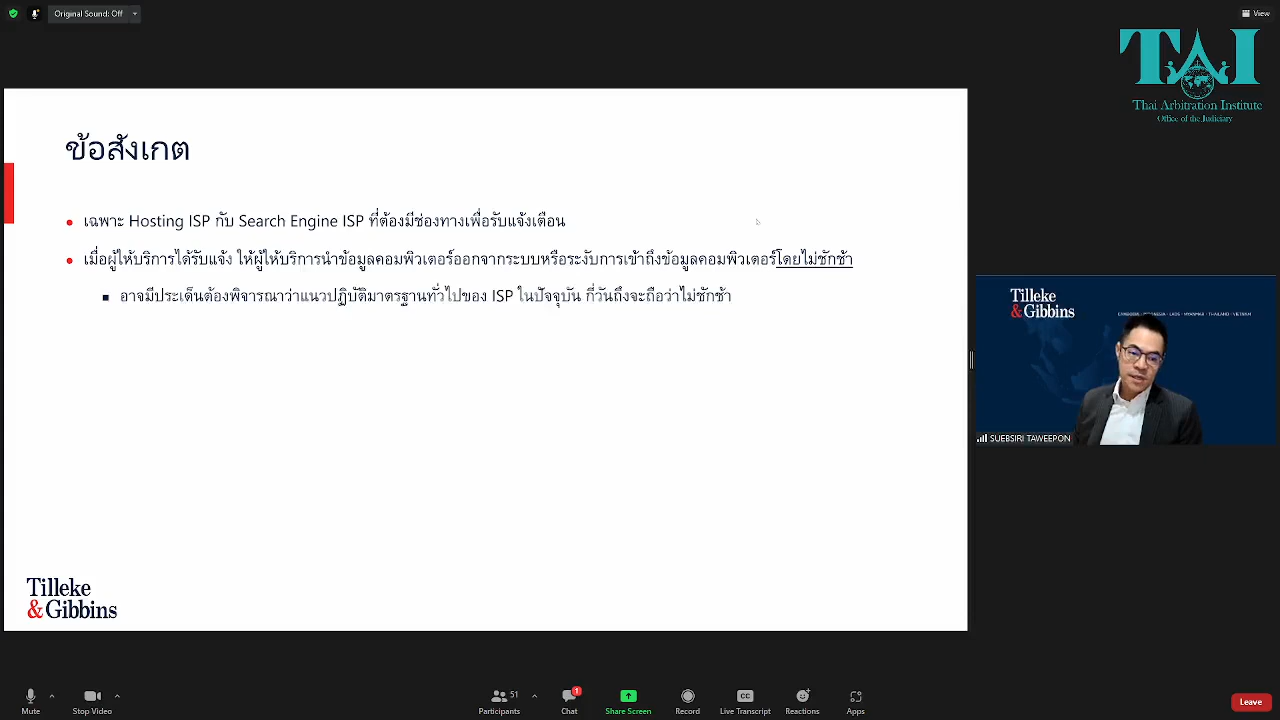 Original Sound: Off
View
TAI
Thai Arbitration Institute
Office of the Judiciary
ข้อสังเกต
เฉพาะ Hosting ISP กับ Search Engine ISP ที่ต้องมีช่องทางเพื่อรับแจ้งเตือน
เมื่อผู้ให้บริการได้รับแจ้ง ให้ผู้ให้บริการนำข้อมูลคอมพิวเตอร์ออกจากระบบหรือระงับการเข้าถึงข้อมูลคอมพิวเตอร์โดยไม่ชักช้า
อาจมีประเด็นต้องพิจารณาว่าแนวปฏิบัติมาตรฐานทั่วไปของ ISP ในปัจจุบัน กี่วันถึงจะถือว่าไม่ชักช้า
Tilleke
& Gibbins
CAMBODIA · INDONESIA · LAOS · MYANMAR · THAILAND · VIETNAM
SUEBSIRI TAWEEPON
Tilleke
& Gibbins
Mute
Stop Video
51
Participants
1
Chat
Share Screen
Record
CC
Live Transcript
Reactions
Apps
Leave